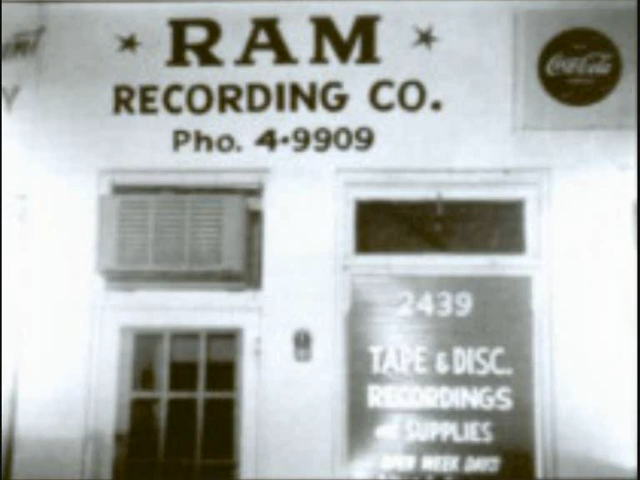 RAM
RECORDING CO.
Pho. 4-9909
Coca-Cola
2439
TAPE & DISC.
RECORDINGS
SUPPLIES
OPEN WEEK DAYS